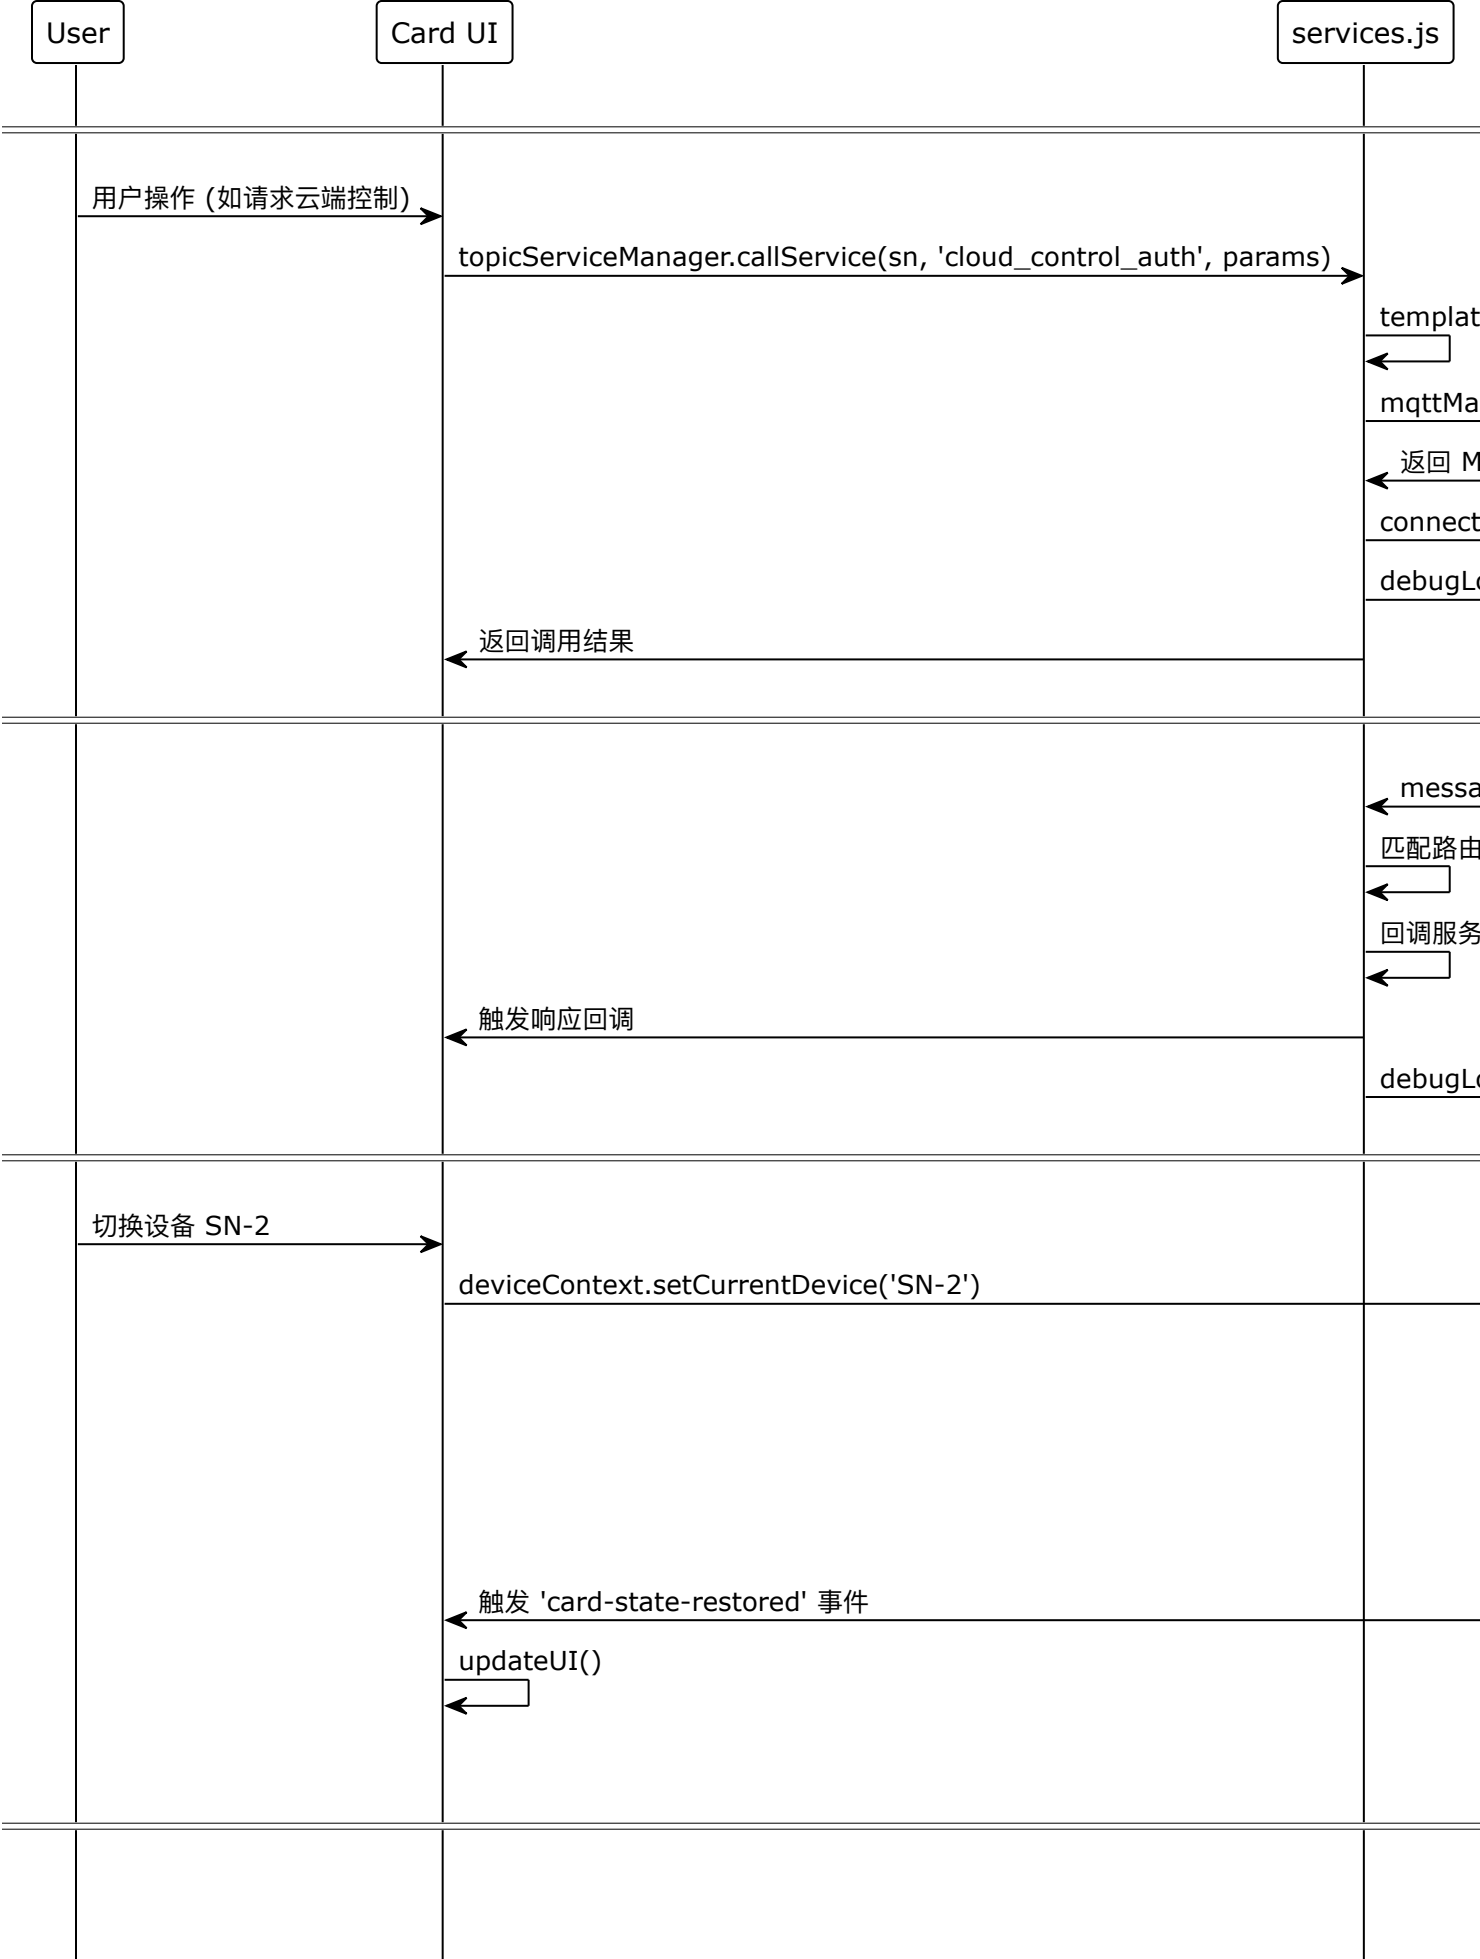 User
Card UI
services.js
用户操作 (如请求云端控制)
topicServiceManager.callService(sn, 'cloud_control_auth', params)
templat
mqttMa
返回 M
connect
debugLo
返回调用结果
messa
匹配路由
回调服务
触发响应回调
debugLo
切换设备 SN-2
deviceContext.setCurrentDevice('SN-2')
触发 'card-state-restored' 事件
updateUI()